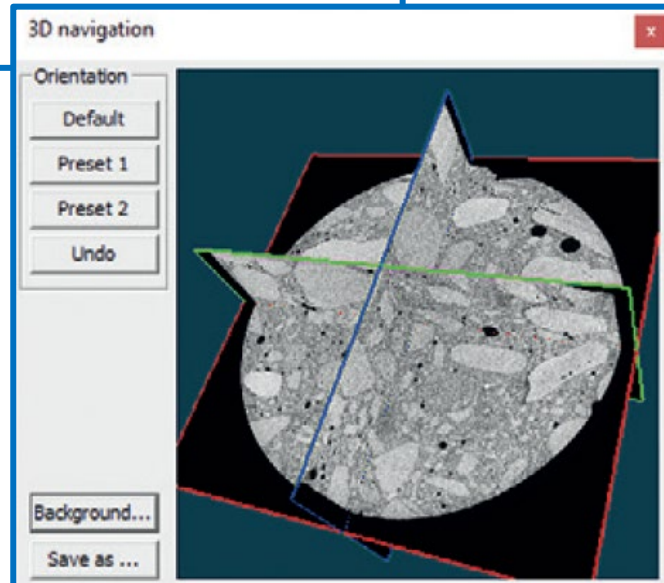 3D navigation
x
Orientation
Default
Preset 1
Preset 2
Undo
Background...
Save as ...